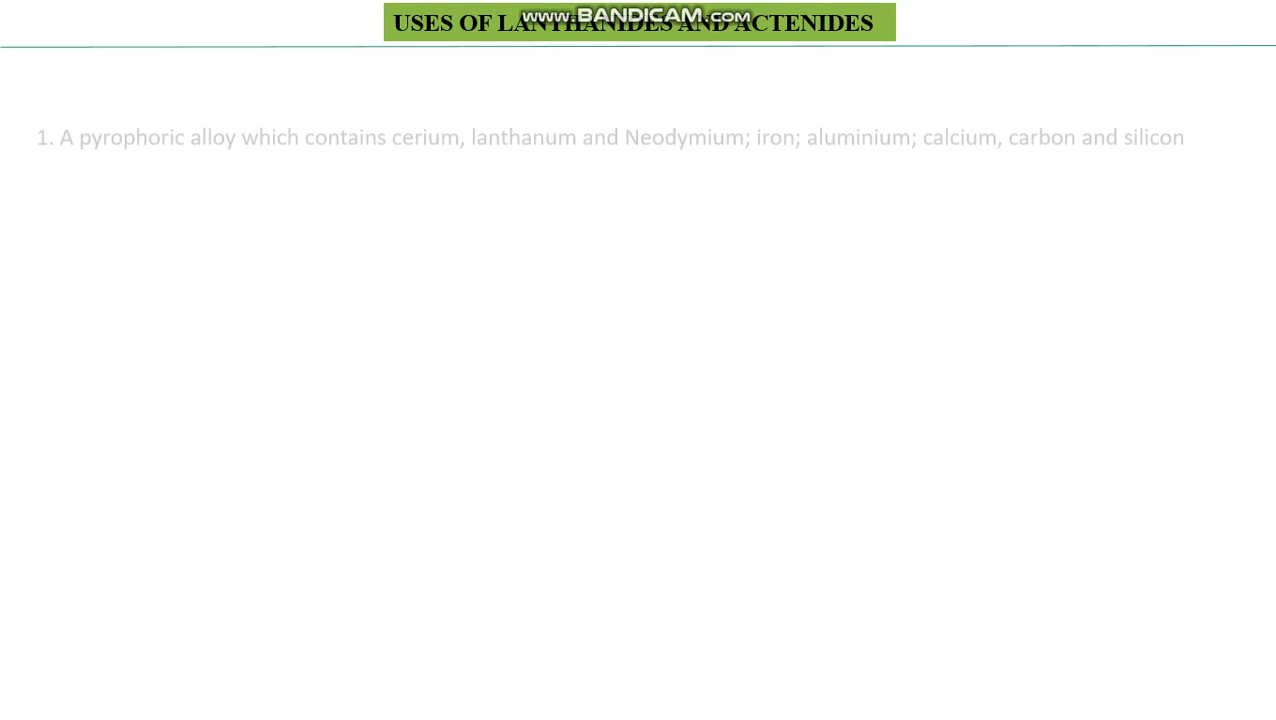 USES OF LANTHANIDES AND ACTENIDES
www.BANDICAM.com
1. A pyrophoric alloy which contains cerium, lanthanum and Neodymium; iron; aluminium; calcium, carbon and silicon